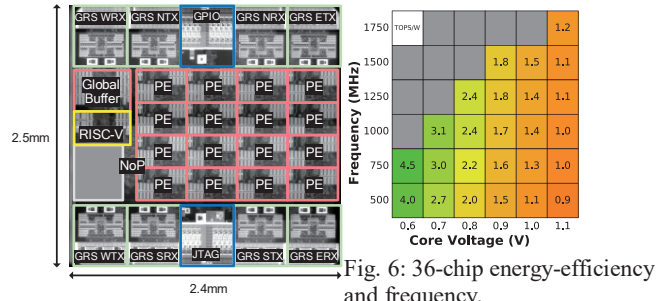 GRS WRX GRS NTX GPIO GRS NRX GRS ETX
Global
Buffer
RISC-V
NoP
PE PE PE PE
PE PE PE PE
PE PE PE PE
PE PE PE PE
GRS WTX GRS SRX JTAG GRS STX GRS ERX
2.5mm
2.4mm
Frequency (MHz)
1750 TOPS/W 1.2
1500 1.8 1.5 1.1
1250 2.4 1.8 1.4 1.1
1000 3.1 2.4 1.7 1.4 1.0
750 4.5 3.0 2.2 1.6 1.3 1.0
500 4.0 2.7 2.0 1.5 1.1 0.9
0.6 0.7 0.8 0.9 1.0 1.1
Core Voltage (V)
Fig. 6: 36-chip energy-efficiency
and frequency.